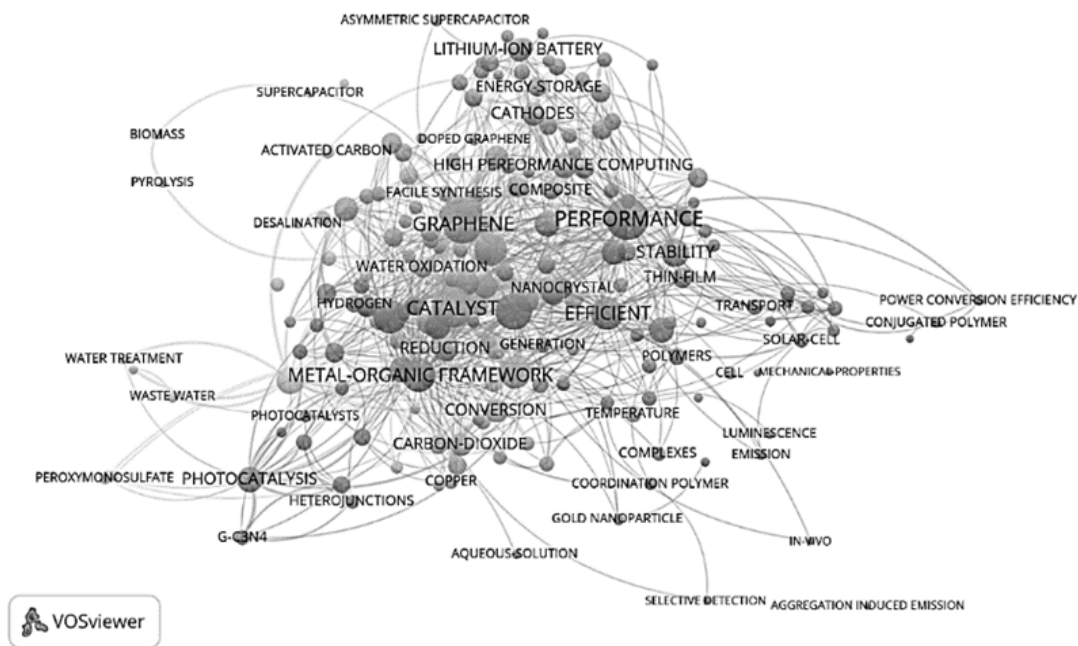 ASYMMETRIC SUPERCAPACITOR
LITHIUM-ION BATTERY
SUPERCAPACITOR
ENERGY-STORAGE
CATHODES
BIOMASS
DOPED GRAPHENE
ACTIVATED CARBON
HIGH PERFORMANCE COMPUTING
PYROLYSIS
FACILE SYNTHESIS
COMPOSITE
DESALINATION
GRAPHENE
PERFORMANCE
STABILITY
WATER OXIDATION
THIN-FILM
NANOCRYSTAL
HYDROGEN
CATALYST
EFFICIENT
TRANSPORT
POWER CONVERSION EFFICIENCY
CONJUGATED POLYMER
SOLAR-CELL
REDUCTION
GENERATION
WATER TREATMENT
POLYMERS
METAL-ORGANIC FRAMEWORK
CELL
MECHANICAL-PROPERTIES
WASTE WATER
PHOTOCATALYSTS
CONVERSION
TEMPERATURE
LUMINESCENCE
CARBON-DIOXIDE
COMPLEXES
EMISSION
PEROXYMONOSULFATE
PHOTOCATALYSIS
COPPER
COORDINATION POLYMER
HETEROJUNCTIONS
GOLD NANOPARTICLE
G-C3N4
IN-VIVO
AQUEOUS-SOLUTION
SELECTIVE DETECTION
AGGREGATION INDUCED EMISSION
VOSviewer